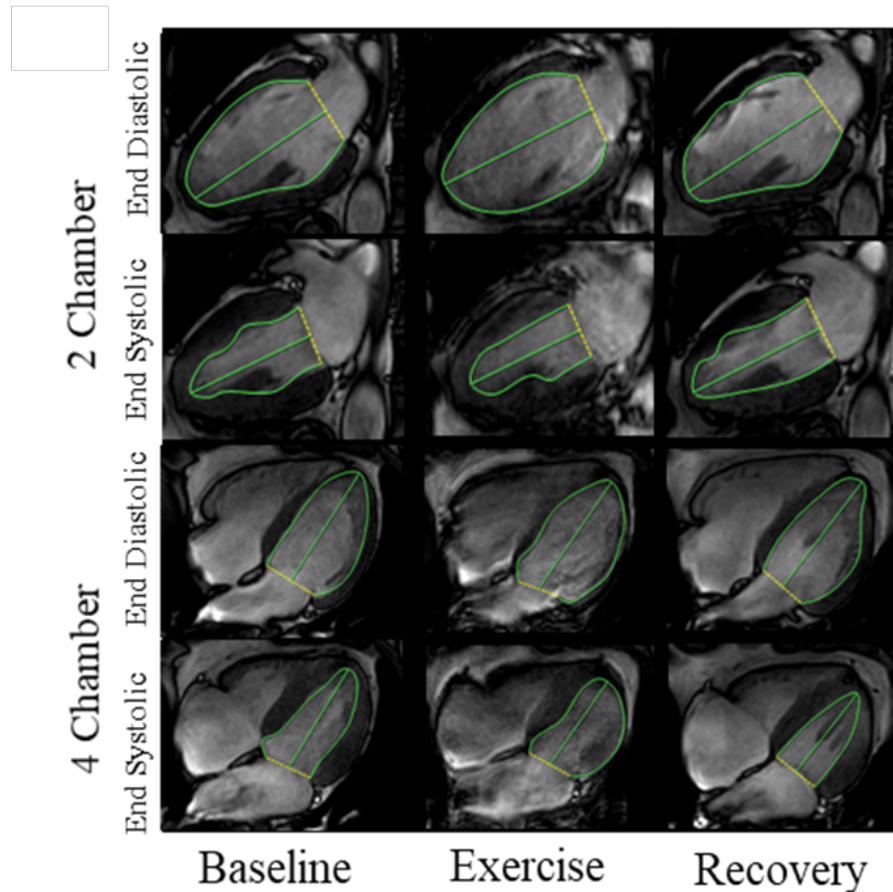 2 Chamber
End Diastolic
End Systolic
4 Chamber
End Diastolic
End Systolic
Baseline
Exercise
Recovery